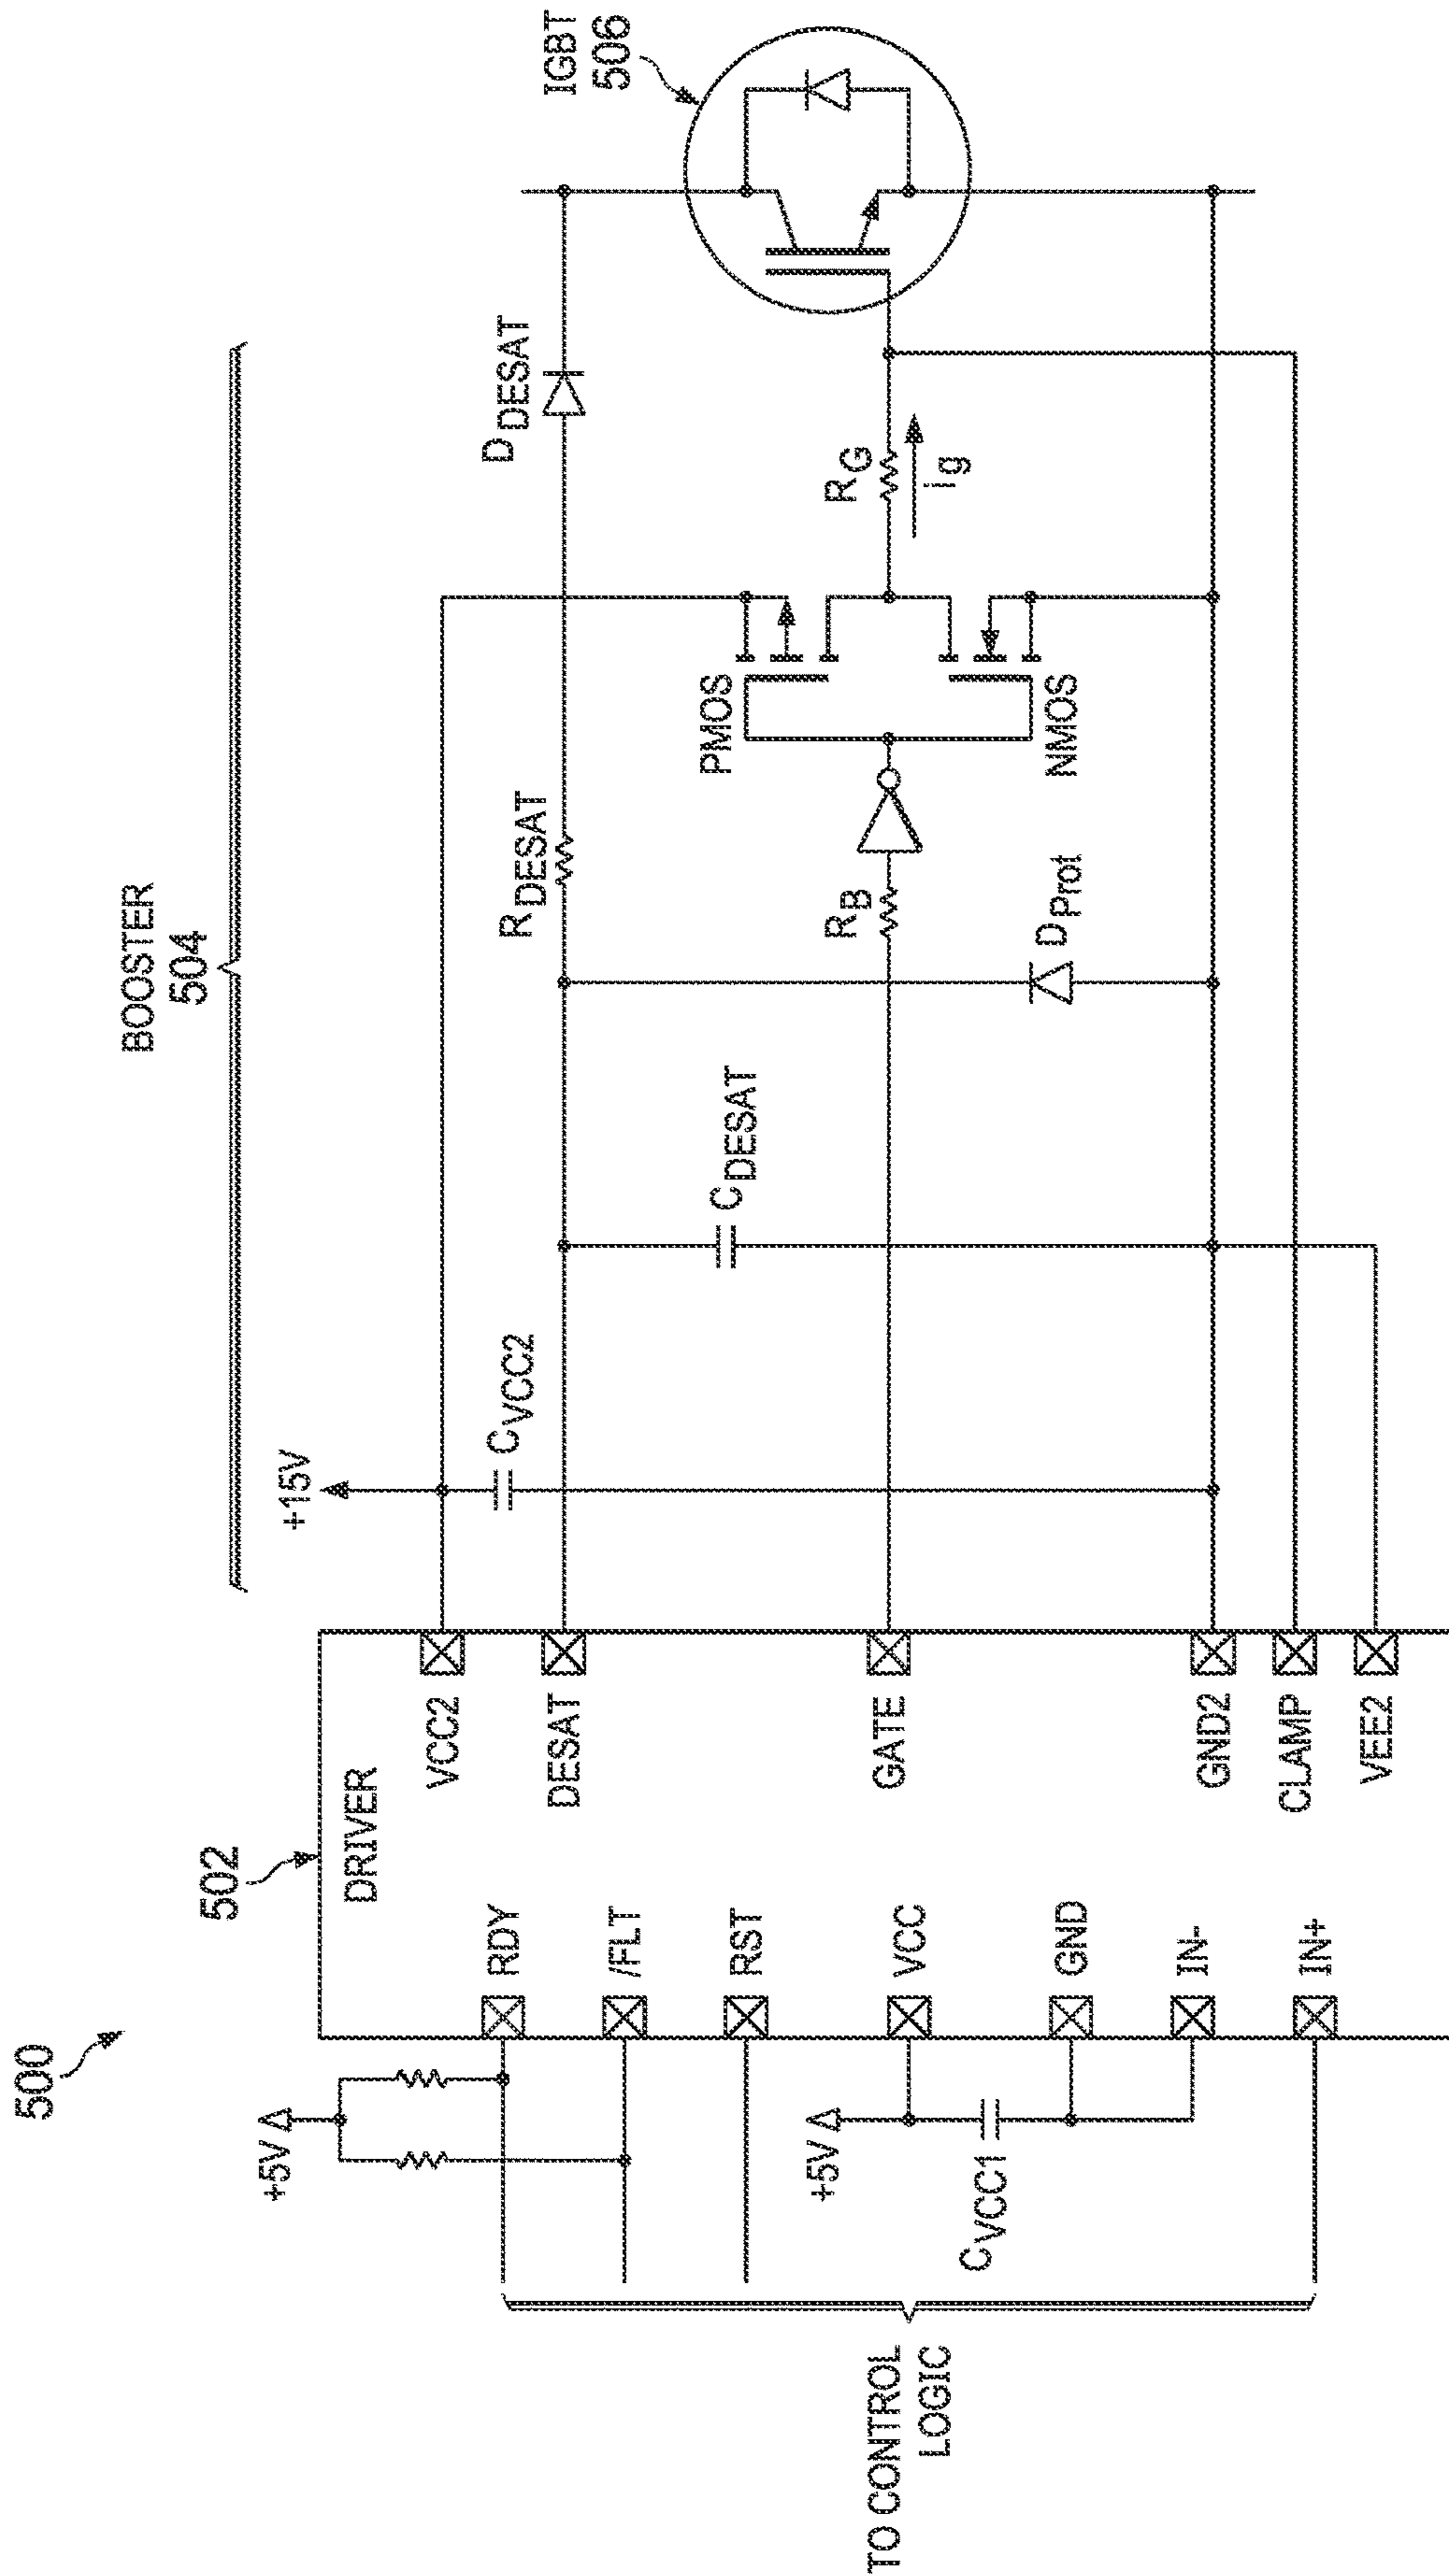 500
BOOSTER
504
IGBT
506
502
DRIVER
+5V
+15V
RDY
/FLT
RST
VCC
GND
IN-
IN+
+5V
CVCC1
TO CONTROL
LOGIC
VCC2
DESAT
GATE
GND2
CLAMP
VEE2
CVCC2
CDESAT
RDESAT
DDESAT
RB
DProt
PMOS
NMOS
RG
ig